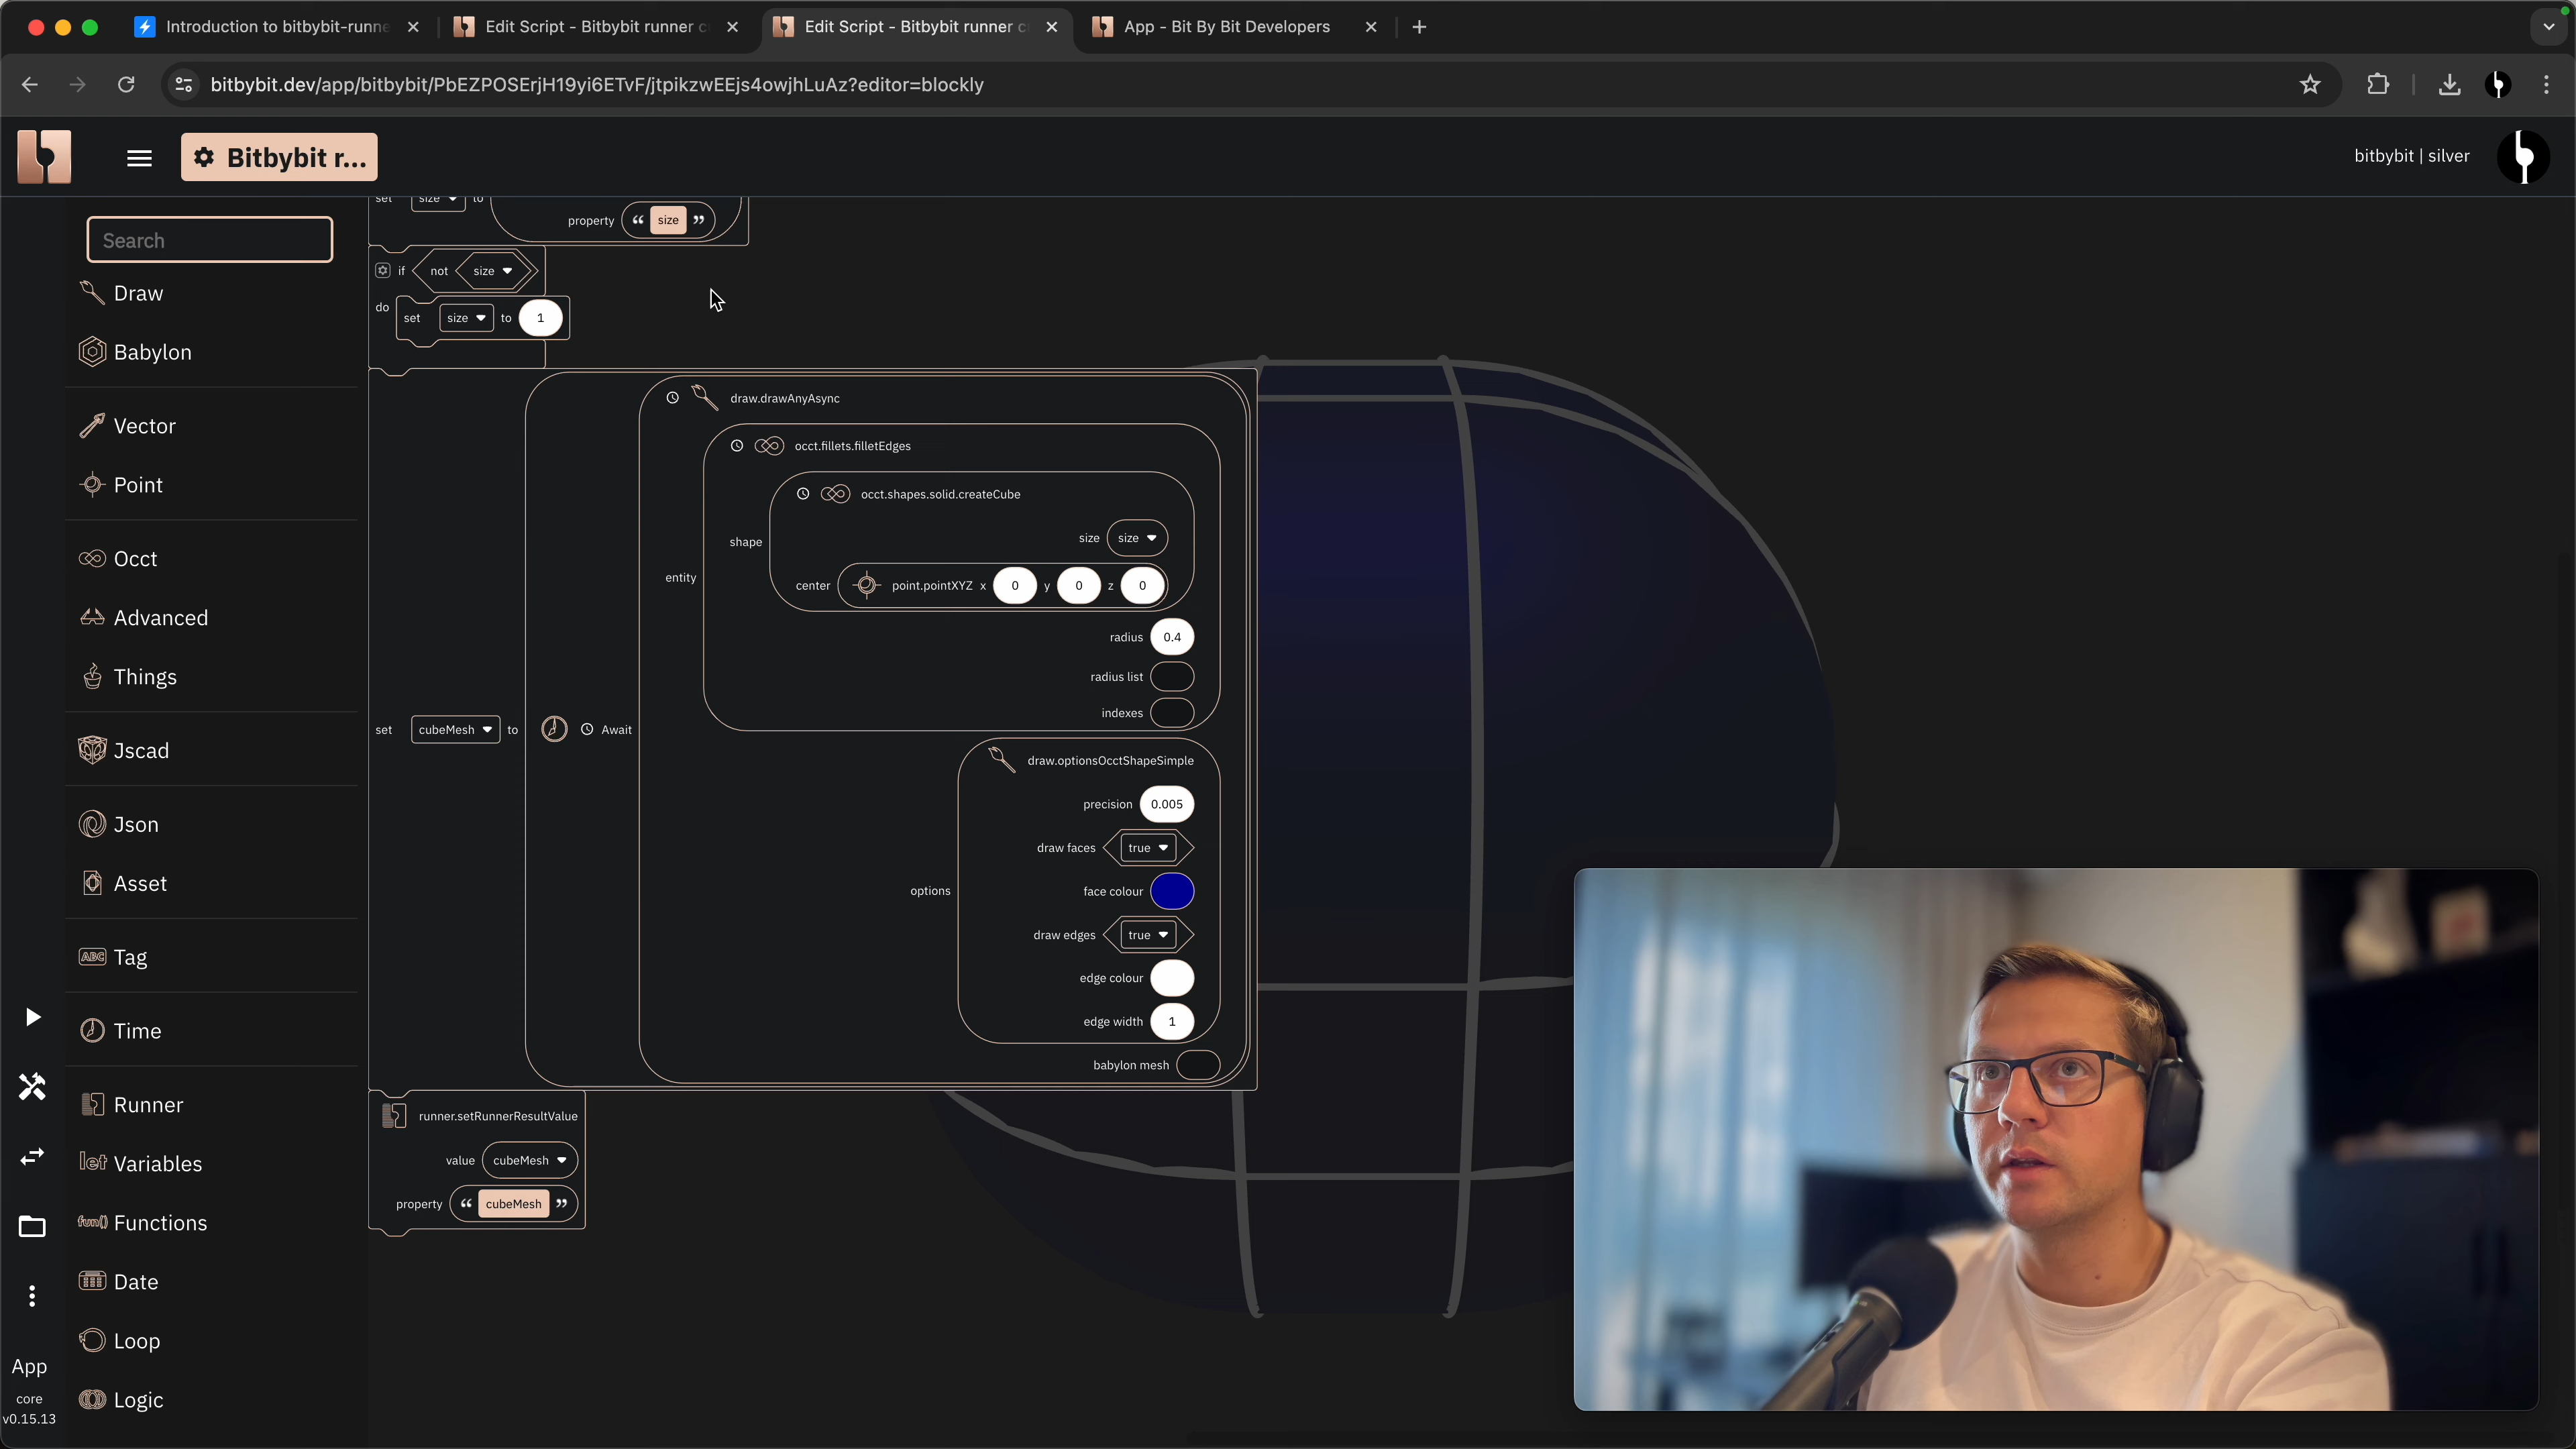 Introduction to bitbybit-runne
Edit Script - Bitbybit runner c
Edit Script - Bitbybit runner c
App - Bit By Bit Developers
bitbybit.dev/app/bitbybit/PbEZPOSErjH19yi6ETvF/jtpikzwEEjs4owjhLuAz?editor=blockly
Bitbybit r...
bitbybit | silver
Search
Draw
Babylon
Vector
Point
Occt
Advanced
Things
Jscad
Json
Asset
ABC Tag
Time
Runner
let Variables
fun() Functions
Date
Loop
Logic
App
core
v0.15.13
set size to
property “ size ”
if not size
do set size to 1
draw.drawAnyAsync
occt.fillets.filletEdges
occt.shapes.solid.createCube
size size
shape
center point.pointXYZ x 0 y 0 z 0
entity
radius 0.4
radius list
indexes
set cubeMesh to Await
draw.optionsOcctShapeSimple
precision 0.005
draw faces true
face colour
options
draw edges true
edge colour
edge width 1
babylon mesh
runner.setRunnerResultValue
value cubeMesh
property “ cubeMesh ”